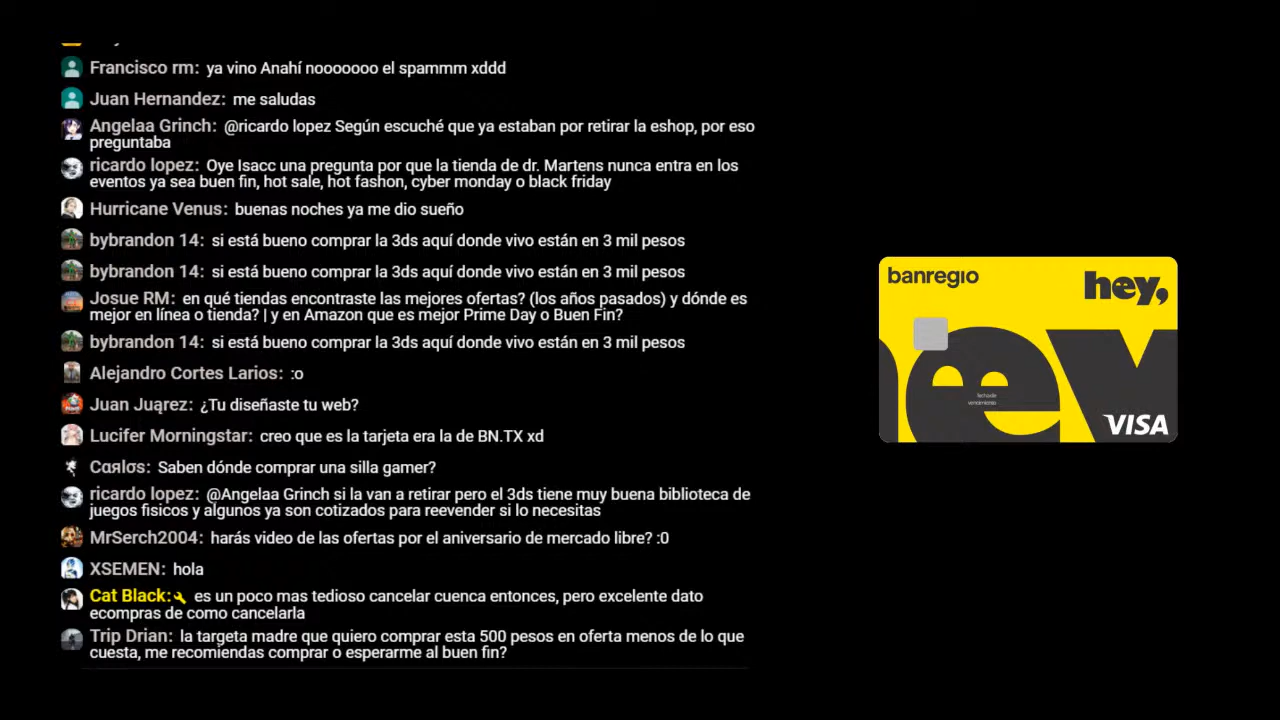 Francisco rm: ya vino Anahí nooooooo el spammm xddd
Juan Hernandez: me saludas
Angelaa Grinch: @ricardo lopez Según escuché que ya estaban por retirar la eshop, por eso
preguntaba
ricardo lopez: Oye Isacc una pregunta por que la tienda de dr. Martens nunca entra en los
eventos ya sea buen fin, hot sale, hot fashon, cyber monday o black friday
Hurricane Venus: buenas noches ya me dio sueño
bybrandon 14: si está bueno comprar la 3ds aquí donde vivo están en 3 mil pesos
bybrandon 14: si está bueno comprar la 3ds aquí donde vivo están en 3 mil pesos
Josue RM: en qué tiendas encontraste las mejores ofertas? (los años pasados) y dónde es
mejor en línea o tienda? | y en Amazon que es mejor Prime Day o Buen Fin?
bybrandon 14: si está bueno comprar la 3ds aquí donde vivo están en 3 mil pesos
Alejandro Cortes Larios: :o
Juan Juąrez: ¿Tu diseñaste tu web?
Lucifer Morningstar: creo que es la tarjeta era la de BN.TX xd
Cαяlσs: Saben dónde comprar una silla gamer?
ricardo lopez: @Angelaa Grinch si la van a retirar pero el 3ds tiene muy buena biblioteca de
juegos fisicos y algunos ya son cotizados para reevender si lo necesitas
MrSerch2004: harás video de las ofertas por el aniversario de mercado libre? :0
XSEMEN: hola
Cat Black: es un poco mas tedioso cancelar cuenca entonces, pero excelente dato
ecompras de como cancelarla
Trip Drian: la targeta madre que quiero comprar esta 500 pesos en oferta menos de lo que
cuesta, me recomiendas comprar o esperarme al buen fin?
banregio
hey,
hey
VISA